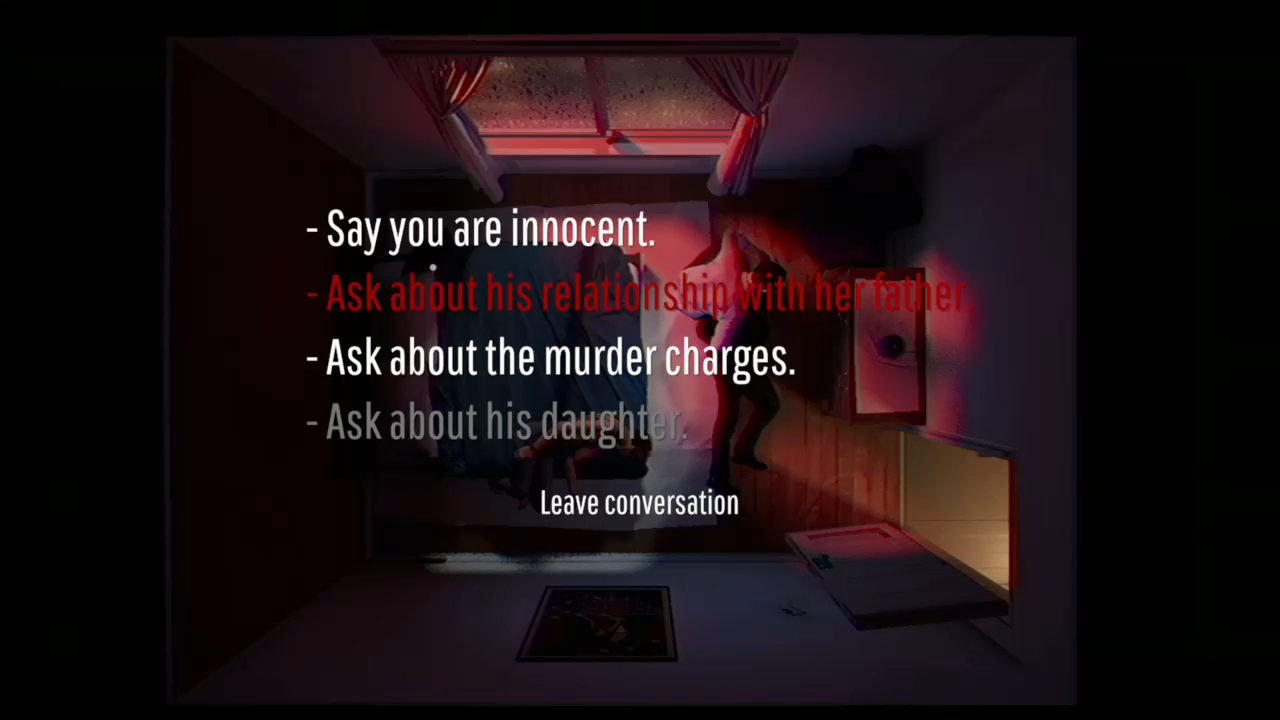 - Say you are innocent.
- Ask about his relationship with her father.
- Ask about the murder charges.
- Ask about his daughter.
Leave conversation